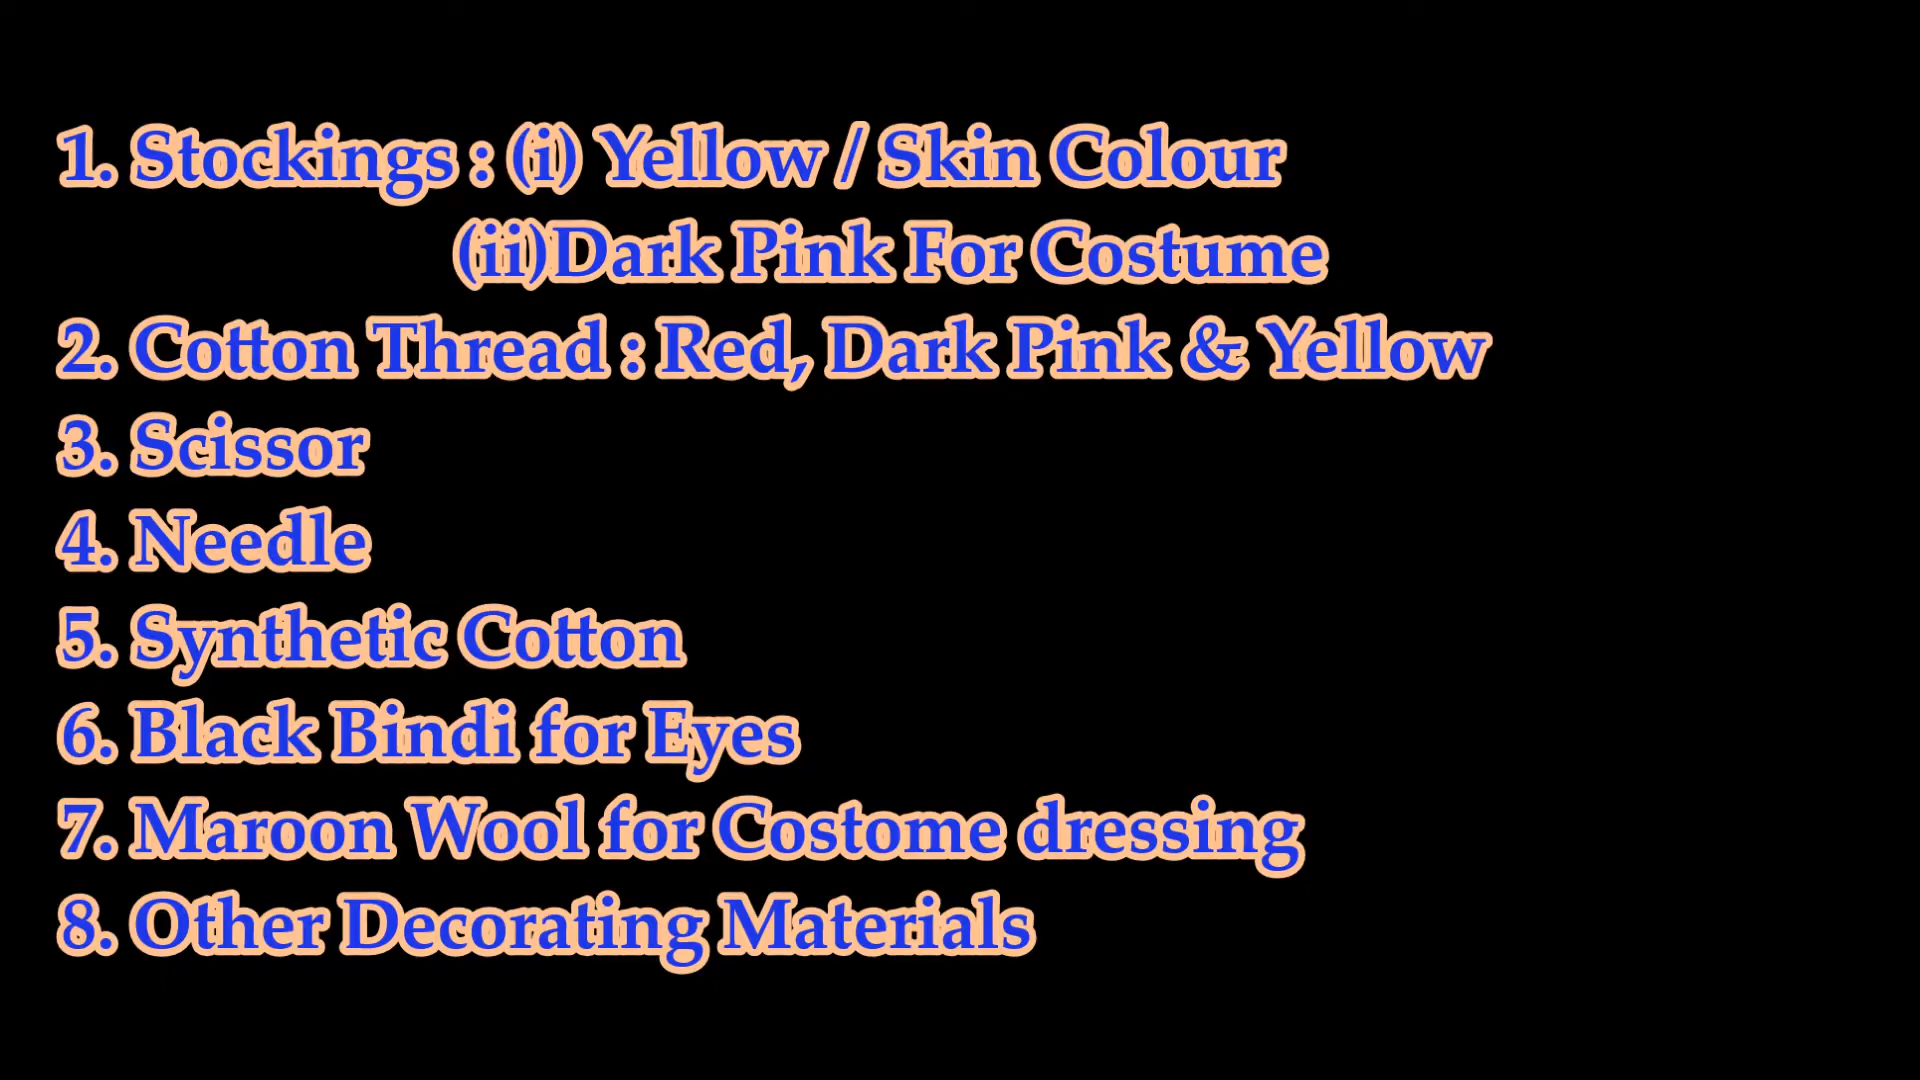 1. Stockings : (i) Yellow / Skin Colour
(ii)Dark Pink For Costume
2. Cotton Thread : Red, Dark Pink & Yellow
3. Scissor
4. Needle
5. Synthetic Cotton
6. Black Bindi for Eyes
7. Maroon Wool for Costome dressing
8. Other Decorating Materials